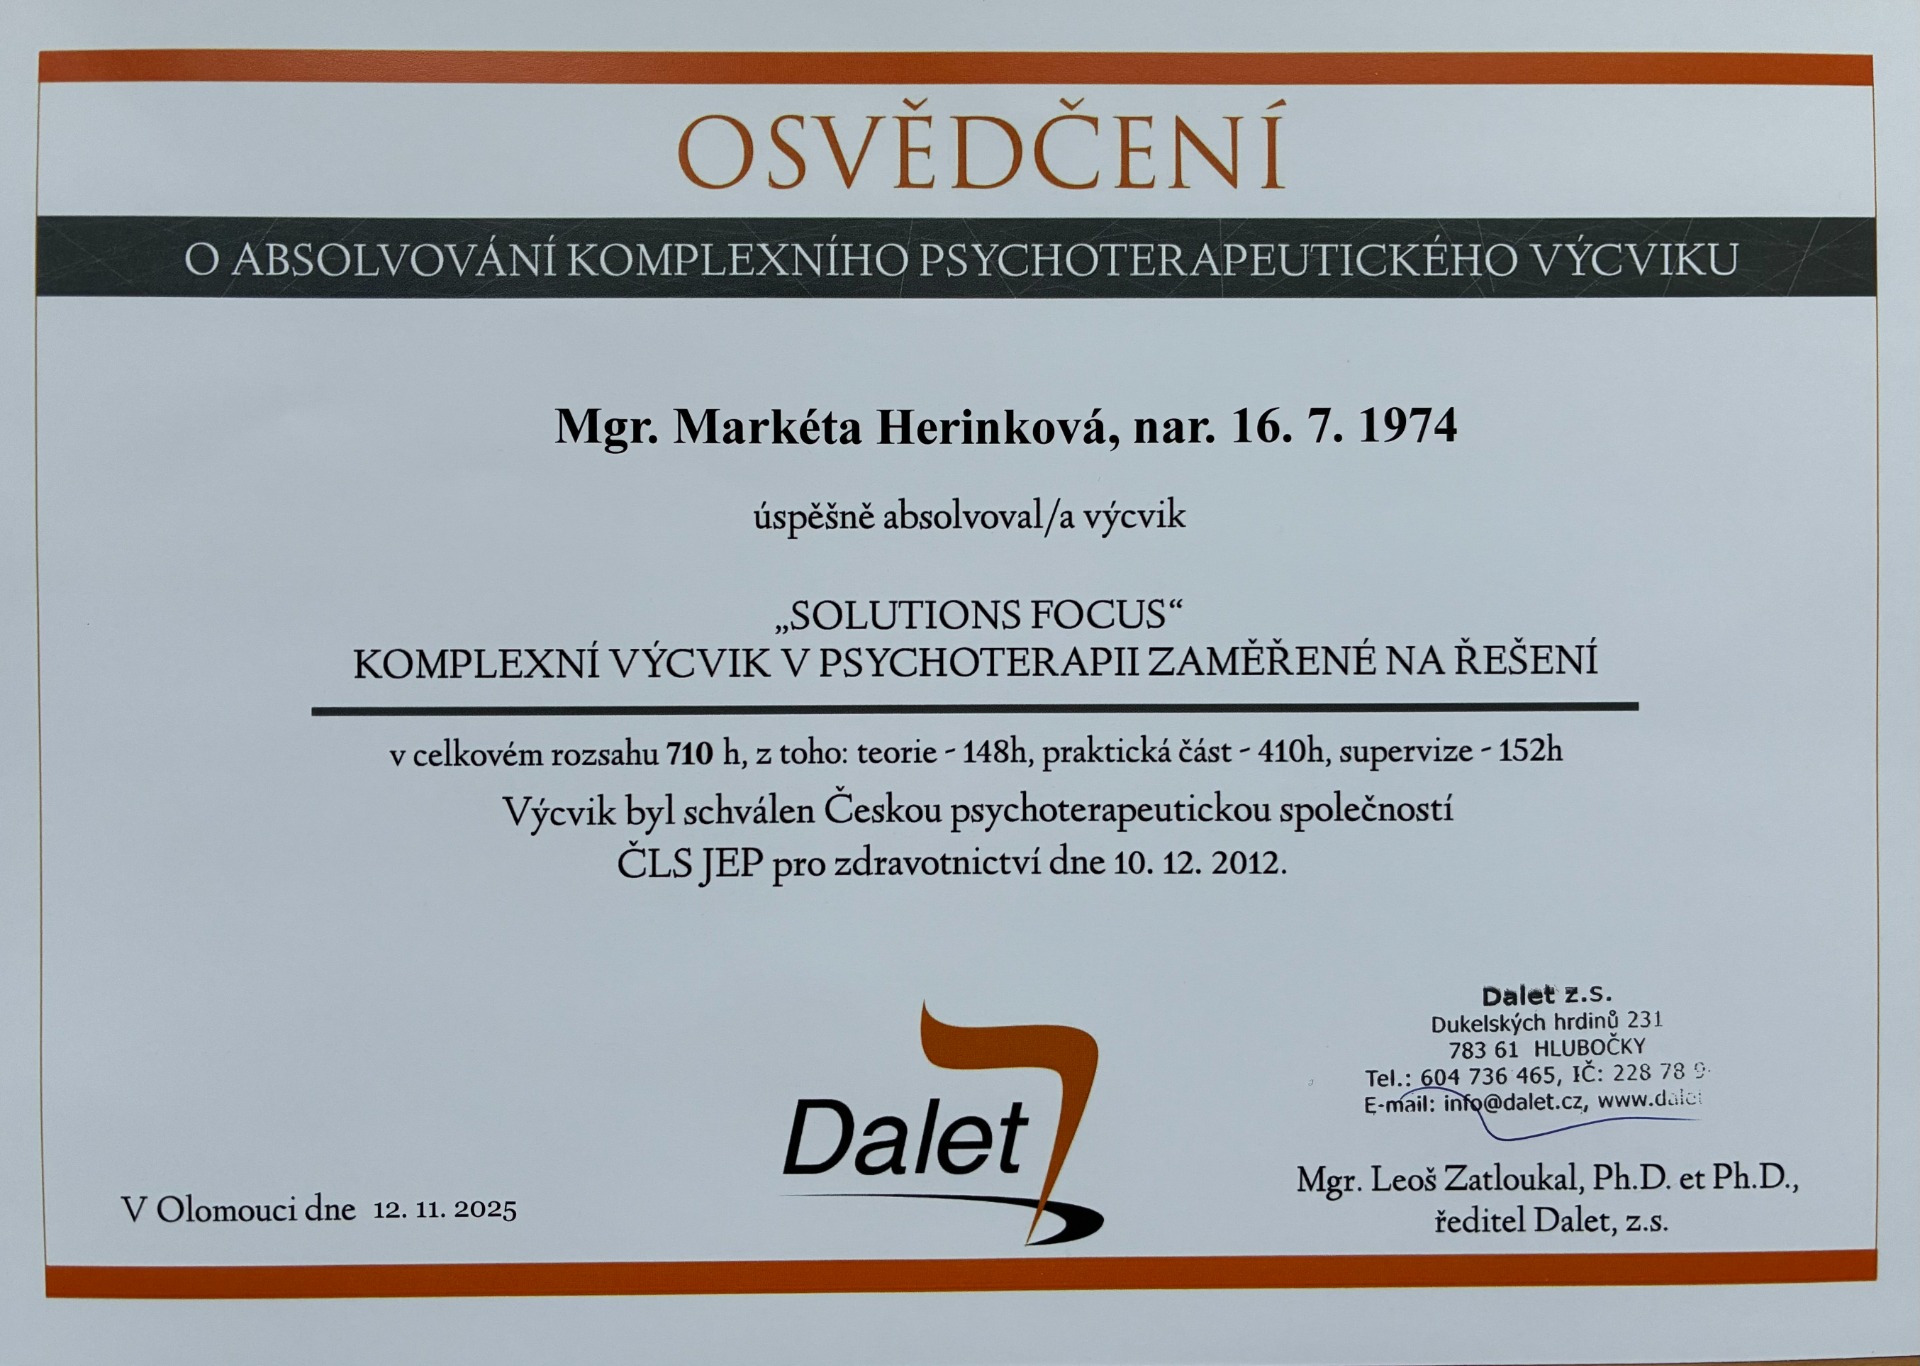 OSVĚDČENÍ
O ABSOLVOVÁNÍ KOMPLEXNÍHO PSYCHOTERAPEUTICKÉHO VÝCVIKU
Mgr. Markéta Herinková, nar. 16. 7. 1974
úspěšně absolvoval/a výcvik
„SOLUTIONS FOCUS“
KOMPLEXNÍ VÝCVIK V PSYCHOTERAPII ZAMĚŘENÉ NA ŘEŠENÍ
v celkovém rozsahu 710 h, z toho: teorie - 148h, praktická část - 410h, supervize - 152h
Výcvik byl schválen Českou psychoterapeutickou společností
ČLS JEP pro zdravotnictví dne 10. 12. 2012.
Dalet z.s.
Dukelských hrdinů 231
783 61 HLUBOČKY
Tel.: 604 736 465, IČ: 228 78
E-mail: info@dalet.cz,
Dalet
Mgr. Leoš Zatloukal, Ph.D. et Ph.D.,
ředitel Dalet, z.s.
V Olomouci dne 12. 11. 2025